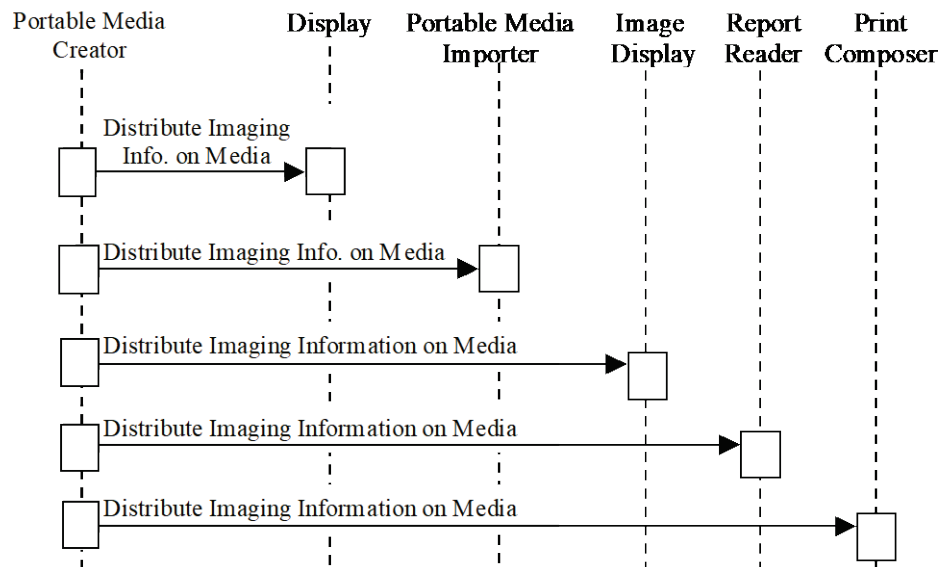 Portable Media
Creator
Display
Portable Media
Importer
Image
Display
Report
Reader
Print
Composer
Distribute Imaging
Info. on Media
Distribute Imaging Info. on Media
Distribute Imaging Information on Media
Distribute Imaging Information on Media
Distribute Imaging Information on Media